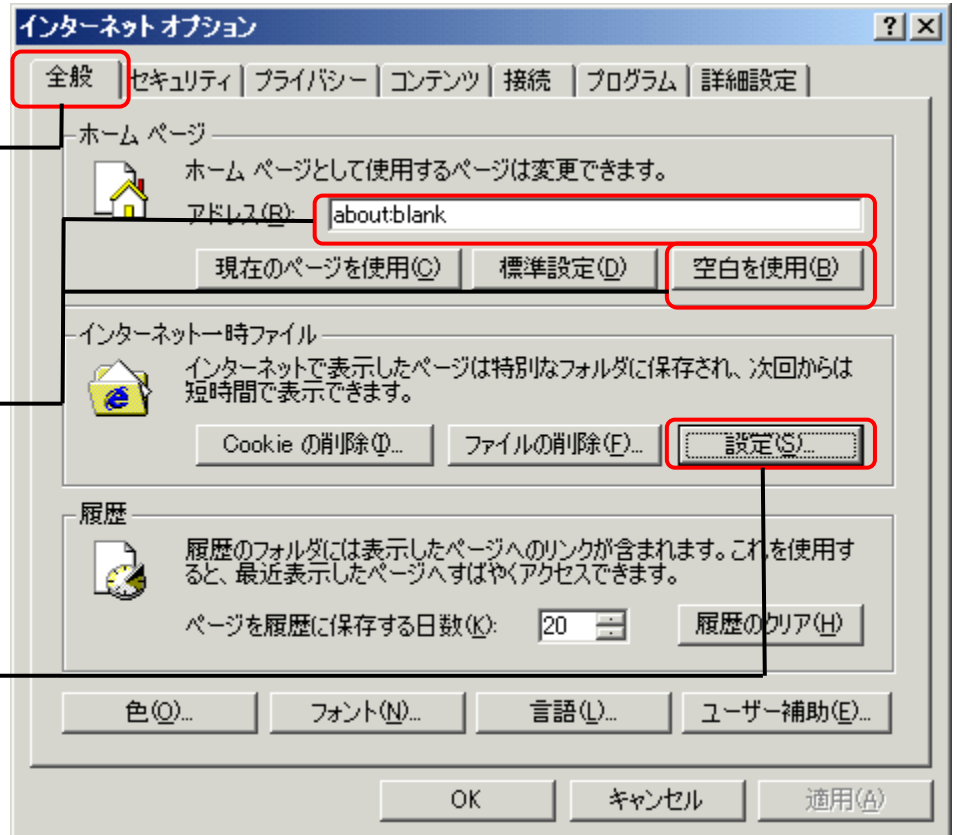 インターネット オプション
全般 セキュリティ プライバシー コンテンツ 接続 プログラム 詳細設定
ホーム ページ
ホーム ページとして使用するページは変更できます。
アドレス(R): about:blank
現在のページを使用(C) 標準設定(D) 空白を使用(B)
インターネット一時ファイル
インターネットで表示したページは特別なフォルダに保存され、次回からは
短時間で表示できます。
Cookie の削除(I)... ファイルの削除(F)... 設定(S)...
履歴
履歴のフォルダには表示したページへのリンクが含まれます。これを使用す
ると、最近表示したページへすばやくアクセスできます。
ページを履歴に保存する日数(K): 20 履歴のクリア(H)
色(O)... フォント(N)... 言語(L)... ユーザー補助(E)...
OK キャンセル 適用(A)